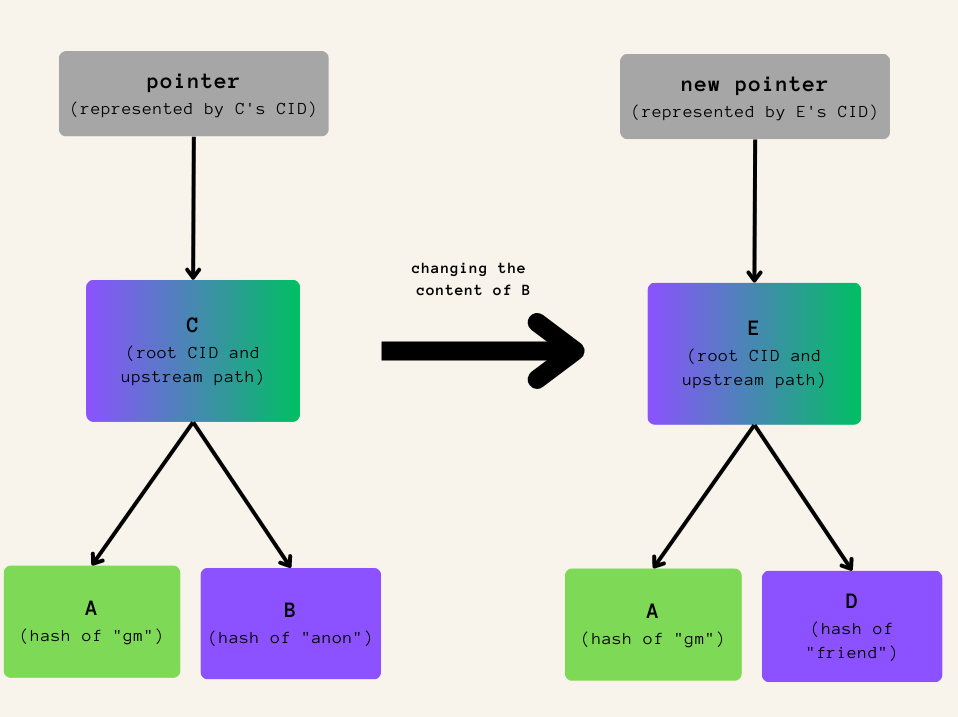 pointer
(represented by C's CID)
new pointer
(represented by E's CID)
changing the
content of B
C
(root CID and
upstream path)
E
(root CID and
upstream path)
A
(hash of "gm")
B
(hash of "anon")
A
(hash of "gm")
D
(hash of
"friend")